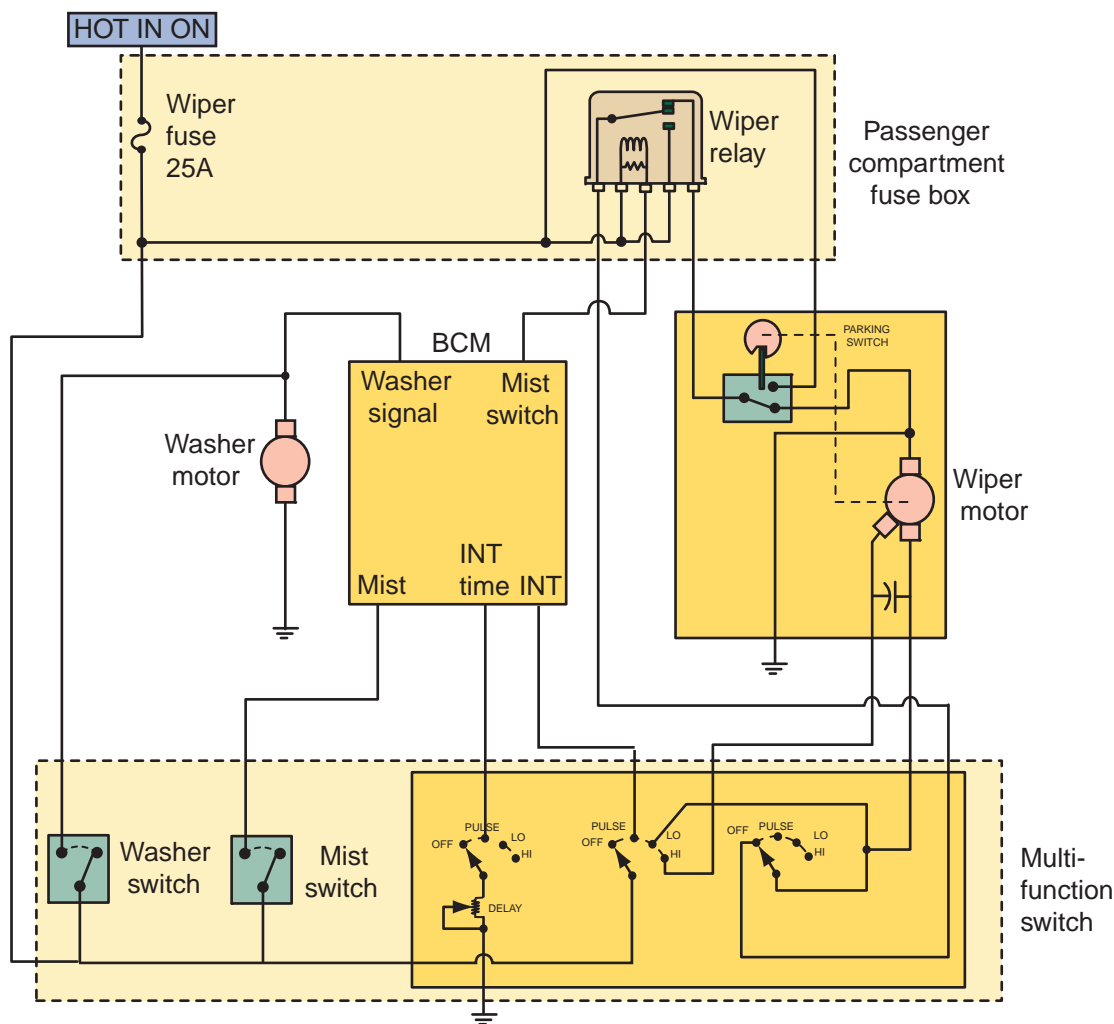 HOT IN ON
Wiper
fuse
25A
Wiper
relay
Passenger
compartment
fuse box
BCM
Washer
signal
Mist
switch
PARKING
SWITCH
Washer
motor
Wiper
motor
Mist
INT
time
INT
Washer
switch
Mist
switch
OFF
PULSE
LO
HI
DELAY
OFF
PULSE
LO
HI
OFF
PULSE
LO
HI
Multi-
function
switch